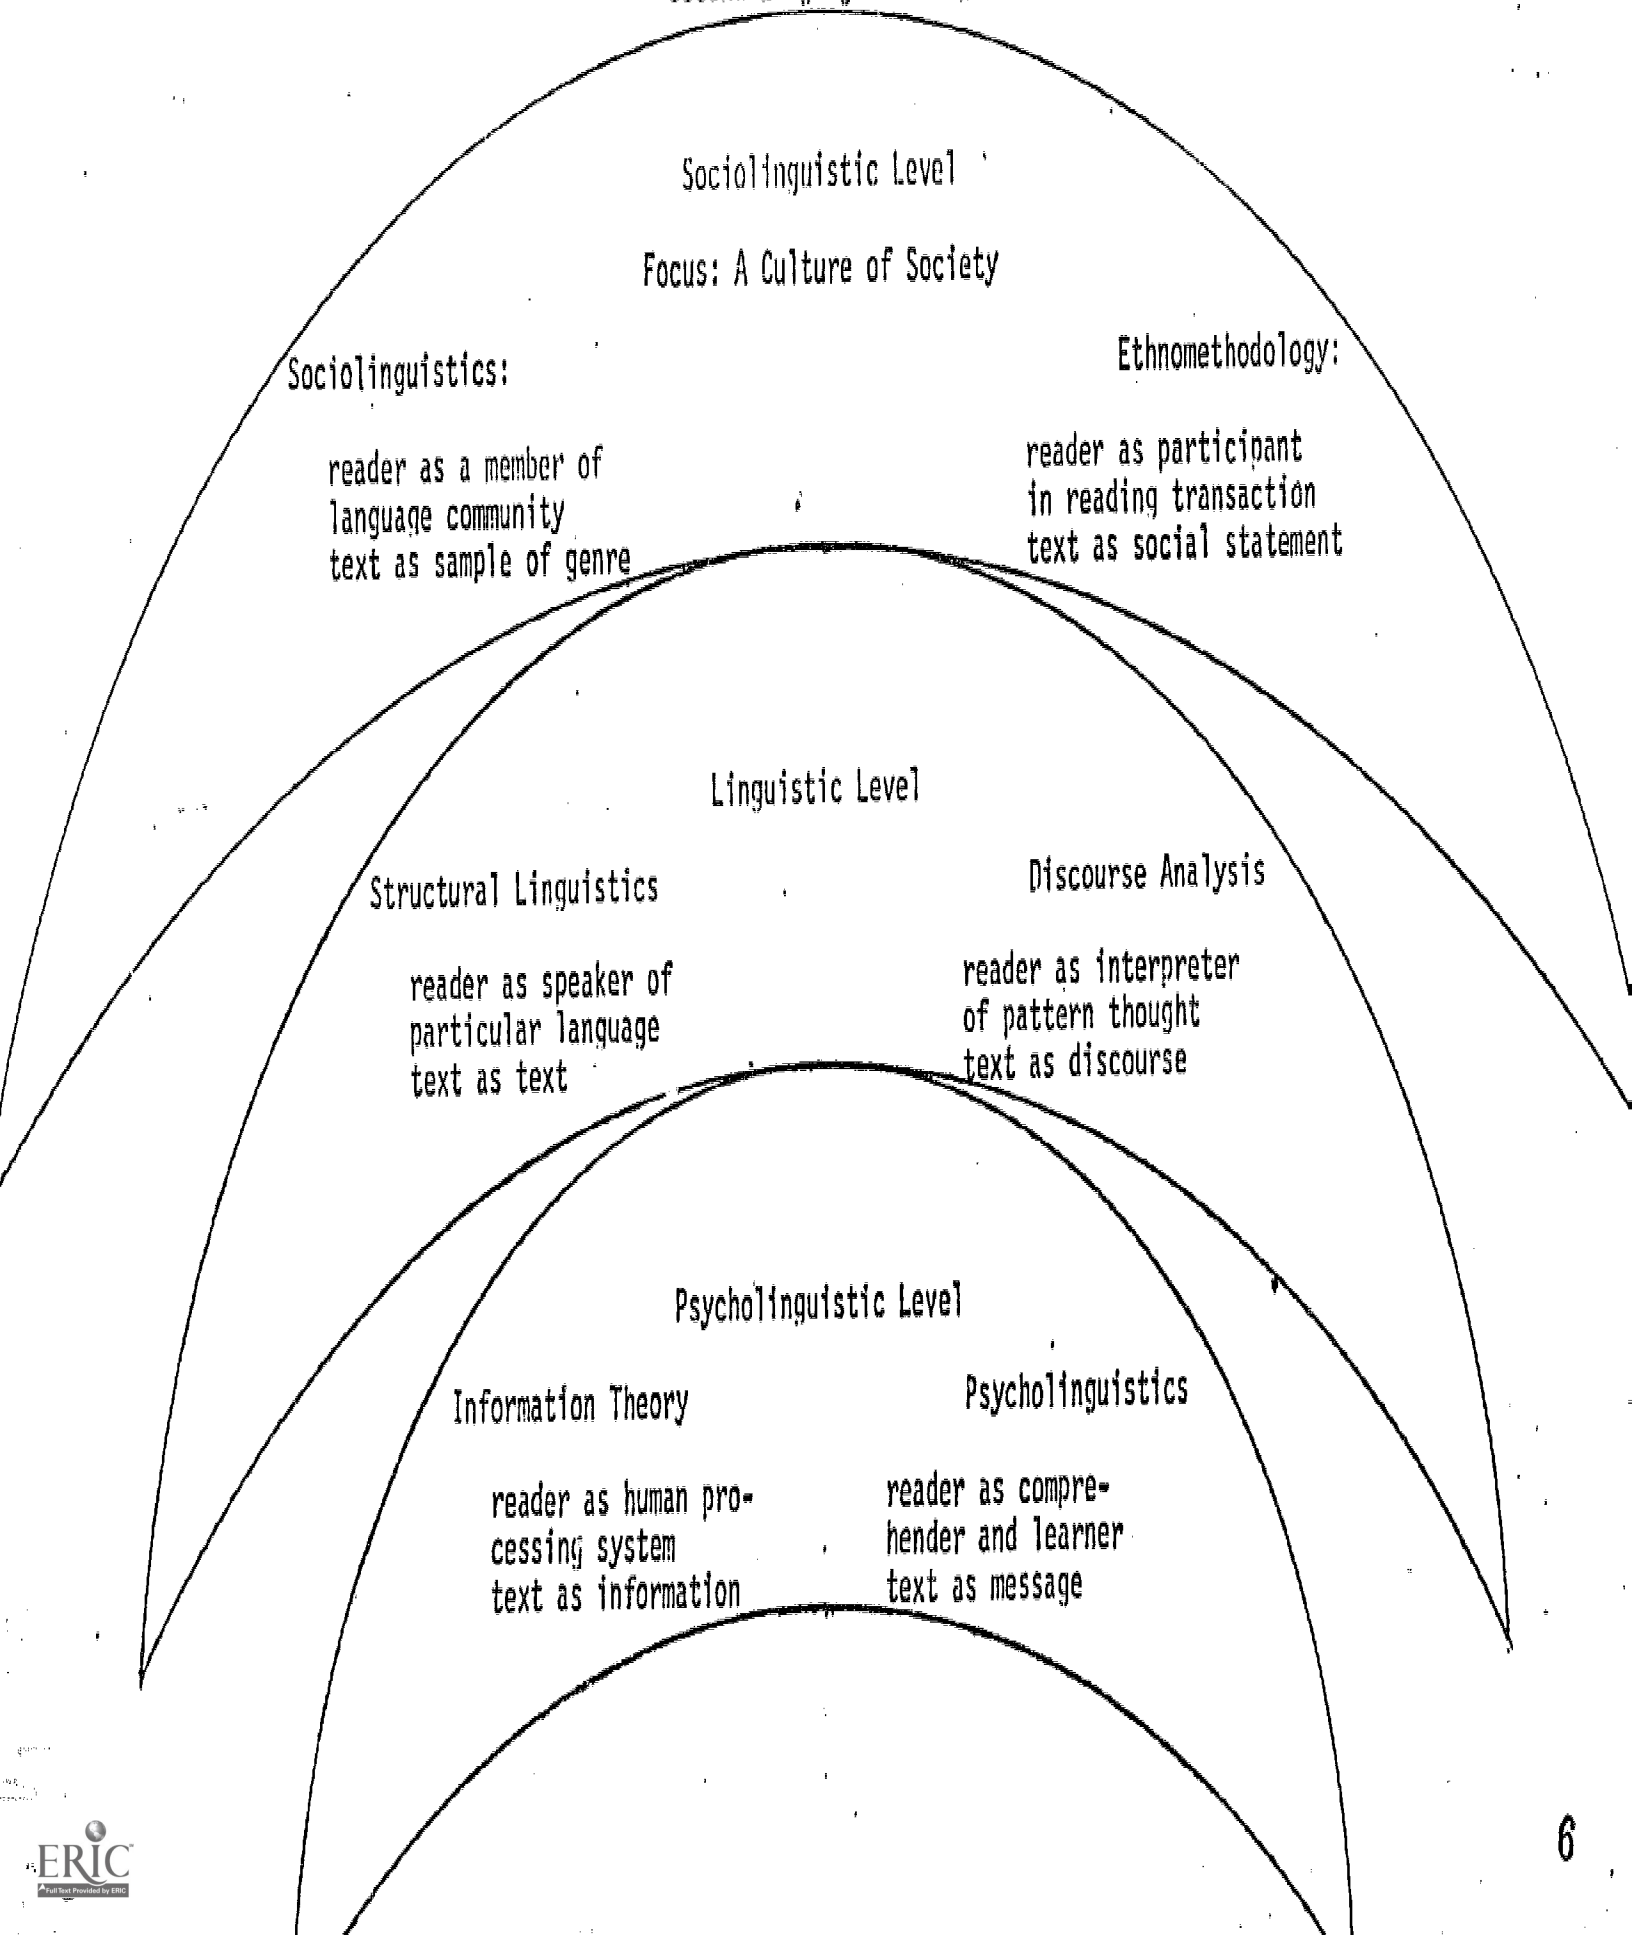 Sociolinguistic Level
Focus: A Culture of Society
Sociolinguistics:
reader as a member of
language community
text as sample of genre
Ethnomethodology:
reader as participant
in reading transaction
text as social statement
Linguistic Level
Structural Linguistics
reader as speaker of
particular language
text as text
Discourse Analysis
reader as interpreter
of pattern thought
text as discourse
Psycholinguistic Level
Information Theory
reader as human pro-
cessing system
text as information
Psycholinguistics
reader as compre-
hender and learner
text as message
6
ERIC
Full Text Provided by ERIC